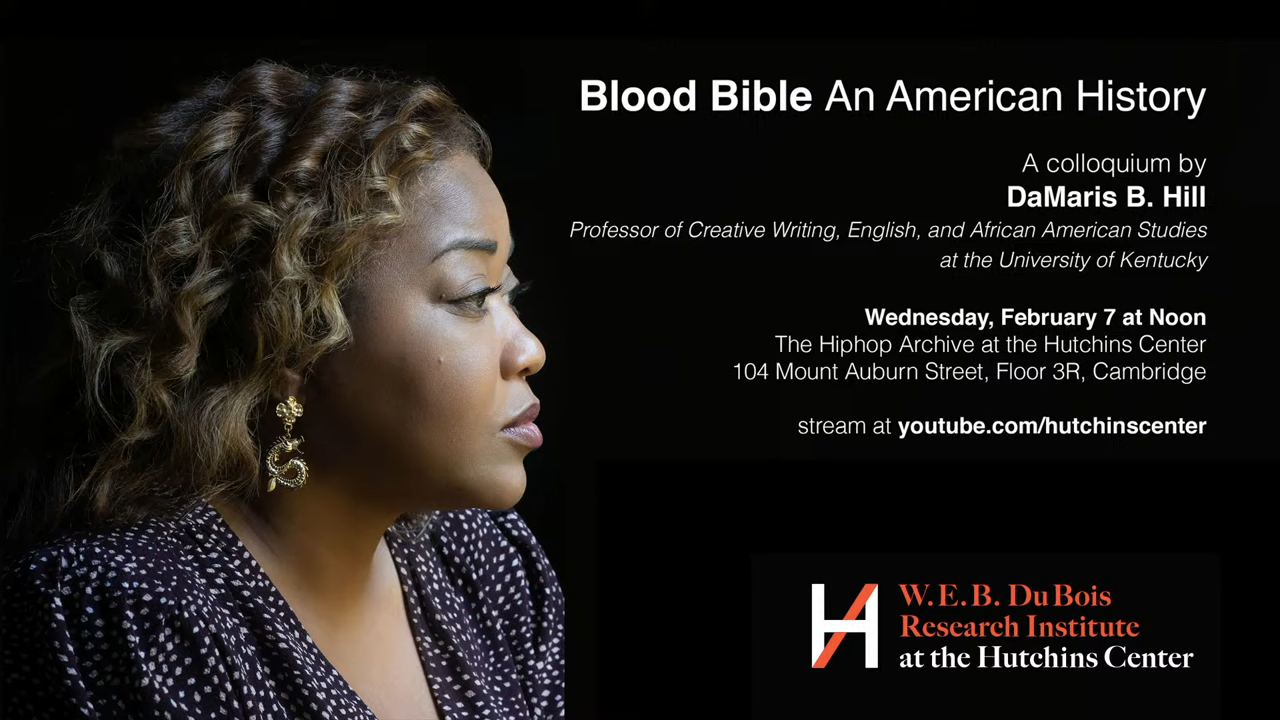 Blood Bible An American History
A colloquium by
DaMaris B. Hill
Professor of Creative Writing, English, and African American Studies
at the University of Kentucky
Wednesday, February 7 at Noon
The Hiphop Archive at the Hutchins Center
104 Mount Auburn Street, Floor 3R, Cambridge
stream at youtube.com/hutchinscenter
H
W.E.B. Du Bois
Research Institute
at the Hutchins Center